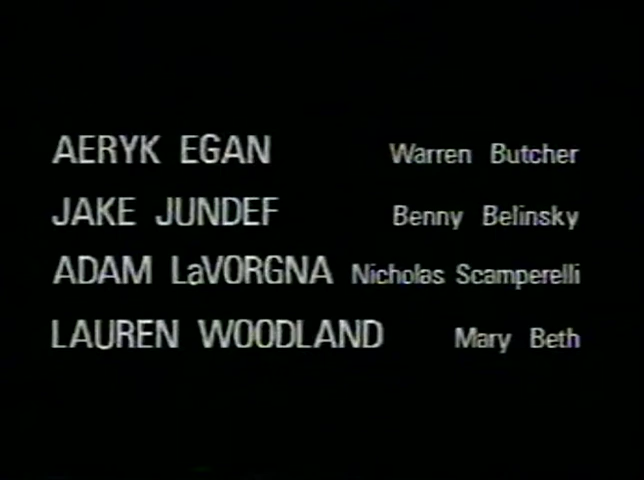 AERYK EGAN Warren Butcher
JAKE JUNDEF Benny Belinsky
ADAM LaVORGNA Nicholas Scamperelli
LAUREN WOODLAND Mary Beth